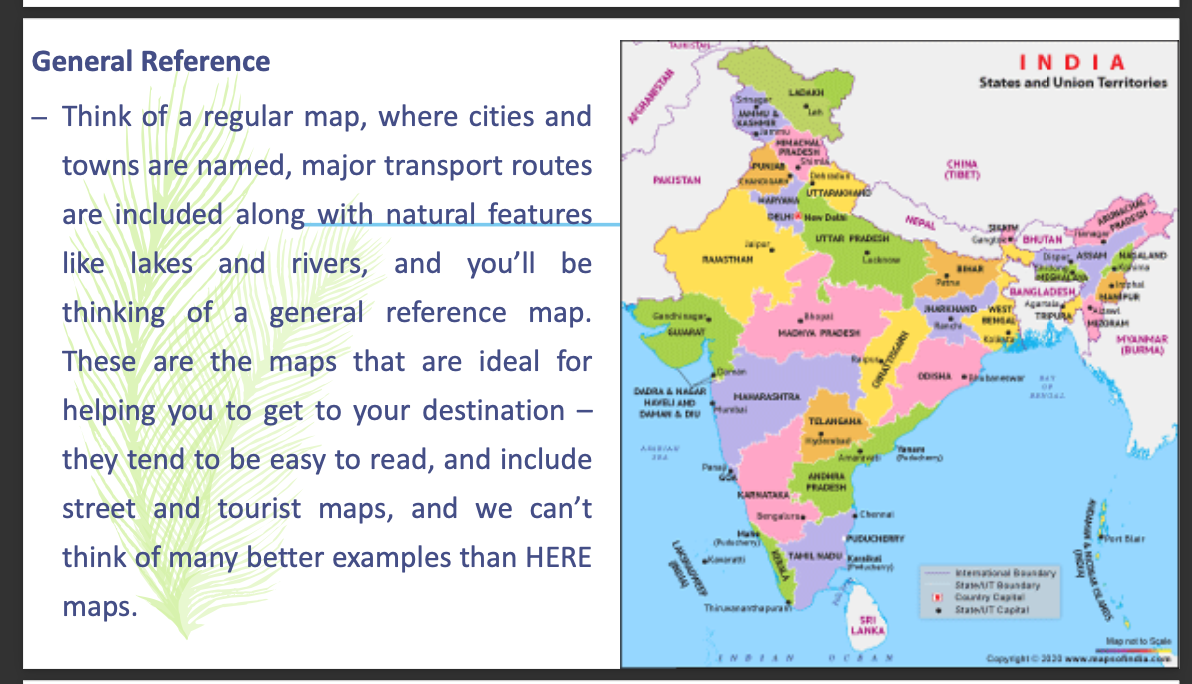 General Reference
– Think of a regular map, where cities and
towns are named, major transport routes
are included along with natural features
like lakes and rivers, and you’ll be
thinking of a general reference map.
These are the maps that are ideal for
helping you to get to your destination –
they tend to be easy to read, and include
street and tourist maps, and we can’t
think of many better examples than HERE
maps.
INDIA
States and Union Territories
TAJIKISTAN
AFGHANISTAN
LADAKH
Leh
Srinagar
JAMMU &
KASHMIR
Jammu
HIMACHAL
PRADESH
Shimla
PUNJAB
CHANDIGARH
Dehradun
UTTARAKHAND
HARYANA
DELHI
New Delhi
PAKISTAN
CHINA
(TIBET)
NEPAL
SIKKIM
Gangtok
BHUTAN
ARUNACHAL
PRADESH
Itanagar
Jaipur
RAJASTHAN
UTTAR PRADESH
Lucknow
BIHAR
Patna
Dispur
ASSAM
NAGALAND
Kohima
Shillong
MEGHALAYA
Imphal
MANIPUR
BANGLADESH
Agartala
TRIPURA
Aizawl
MIZORAM
MYANMAR
(BURMA)
Gandhinagar
GUJARAT
Bhopal
MADHYA PRADESH
JHARKHAND
Ranchi
WEST
BENGAL
Kolkata
Raipur
CHHATTISGARH
ODISHA
Bhubaneswar
BAY
OF
BENGAL
Daman
DADRA & NAGAR
HAVELI AND
DAMAN & DIU
MAHARASHTRA
Mumbai
TELANGANA
Hyderabad
Amaravati
Yanam
(Puducherry)
ARABIAN
SEA
Panaji
GOA
KARNATAKA
ANDHRA
PRADESH
Bengaluru
Chennai
Mahe
(Puducherry)
PUDUCHERRY
TAMIL NADU
Karaikal
(Puducherry)
KERALA
LAKSHADWEEP
(INDIA)
Kavaratti
Thiruvananthapuram
SRI
LANKA
ANDAMAN & NICOBAR ISLANDS
(INDIA)
Port Blair
International Boundary
State/UT Boundary
Country Capital
State/UT Capital
Map not to Scale
INDIAN OCEAN
Copyright © 2020 www.mapsofindia.com